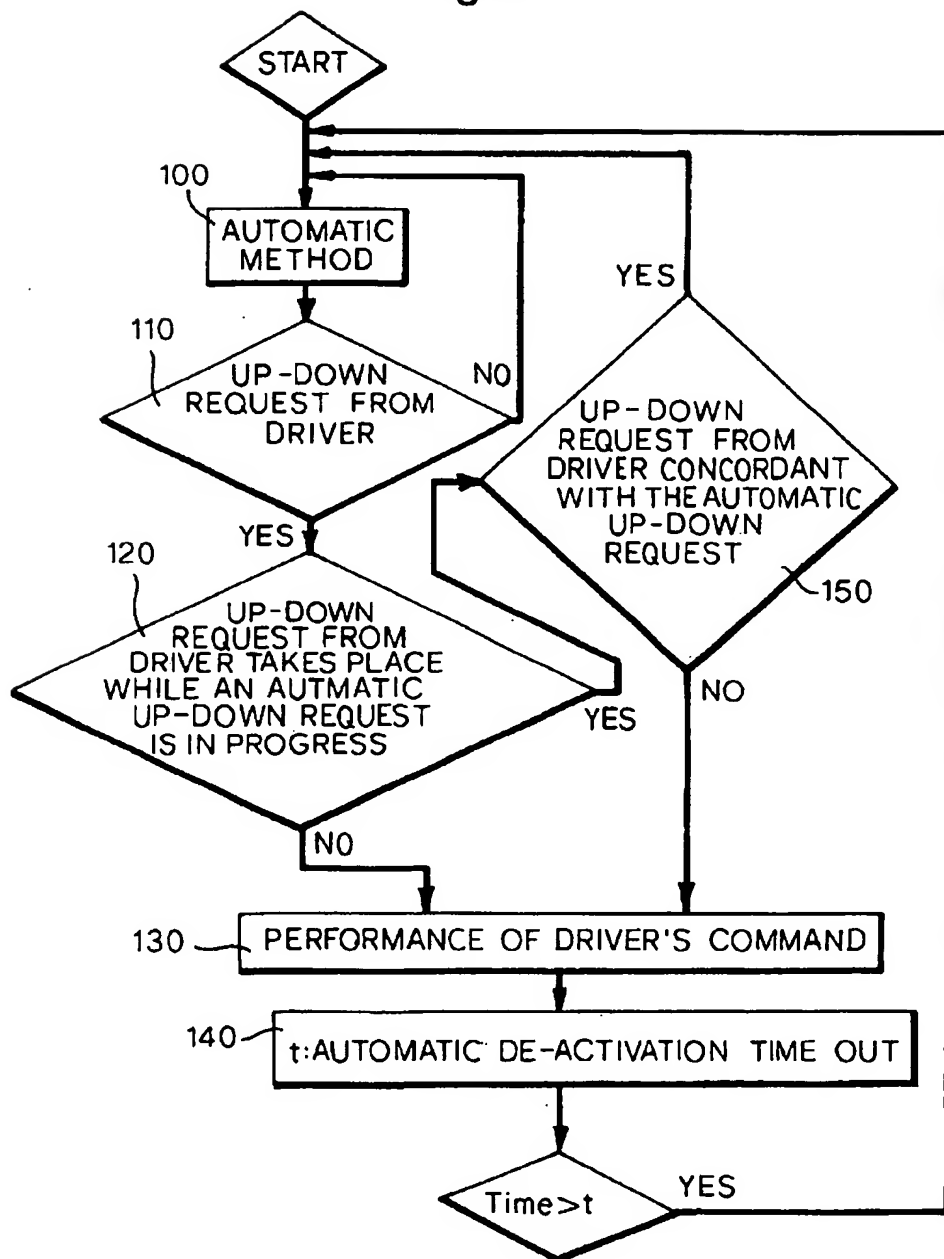 START
100
AUTOMATIC
METHOD
YES
110
UP-DOWN
REQUEST FROM
DRIVER
NO
UP-DOWN
REQUEST FROM
DRIVER CONCORDANT
WITH THE AUTOMATIC
UP-DOWN
REQUEST
150
YES
120
UP-DOWN
REQUEST FROM
DRIVER TAKES PLACE
WHILE AN AUTMATIC
UP-DOWN REQUEST
IS IN PROGRESS
YES
NO
NO
130
PERFORMANCE OF DRIVER'S COMMAND
140
t:AUTOMATIC DE-ACTIVATION TIME OUT
Time>t
YES